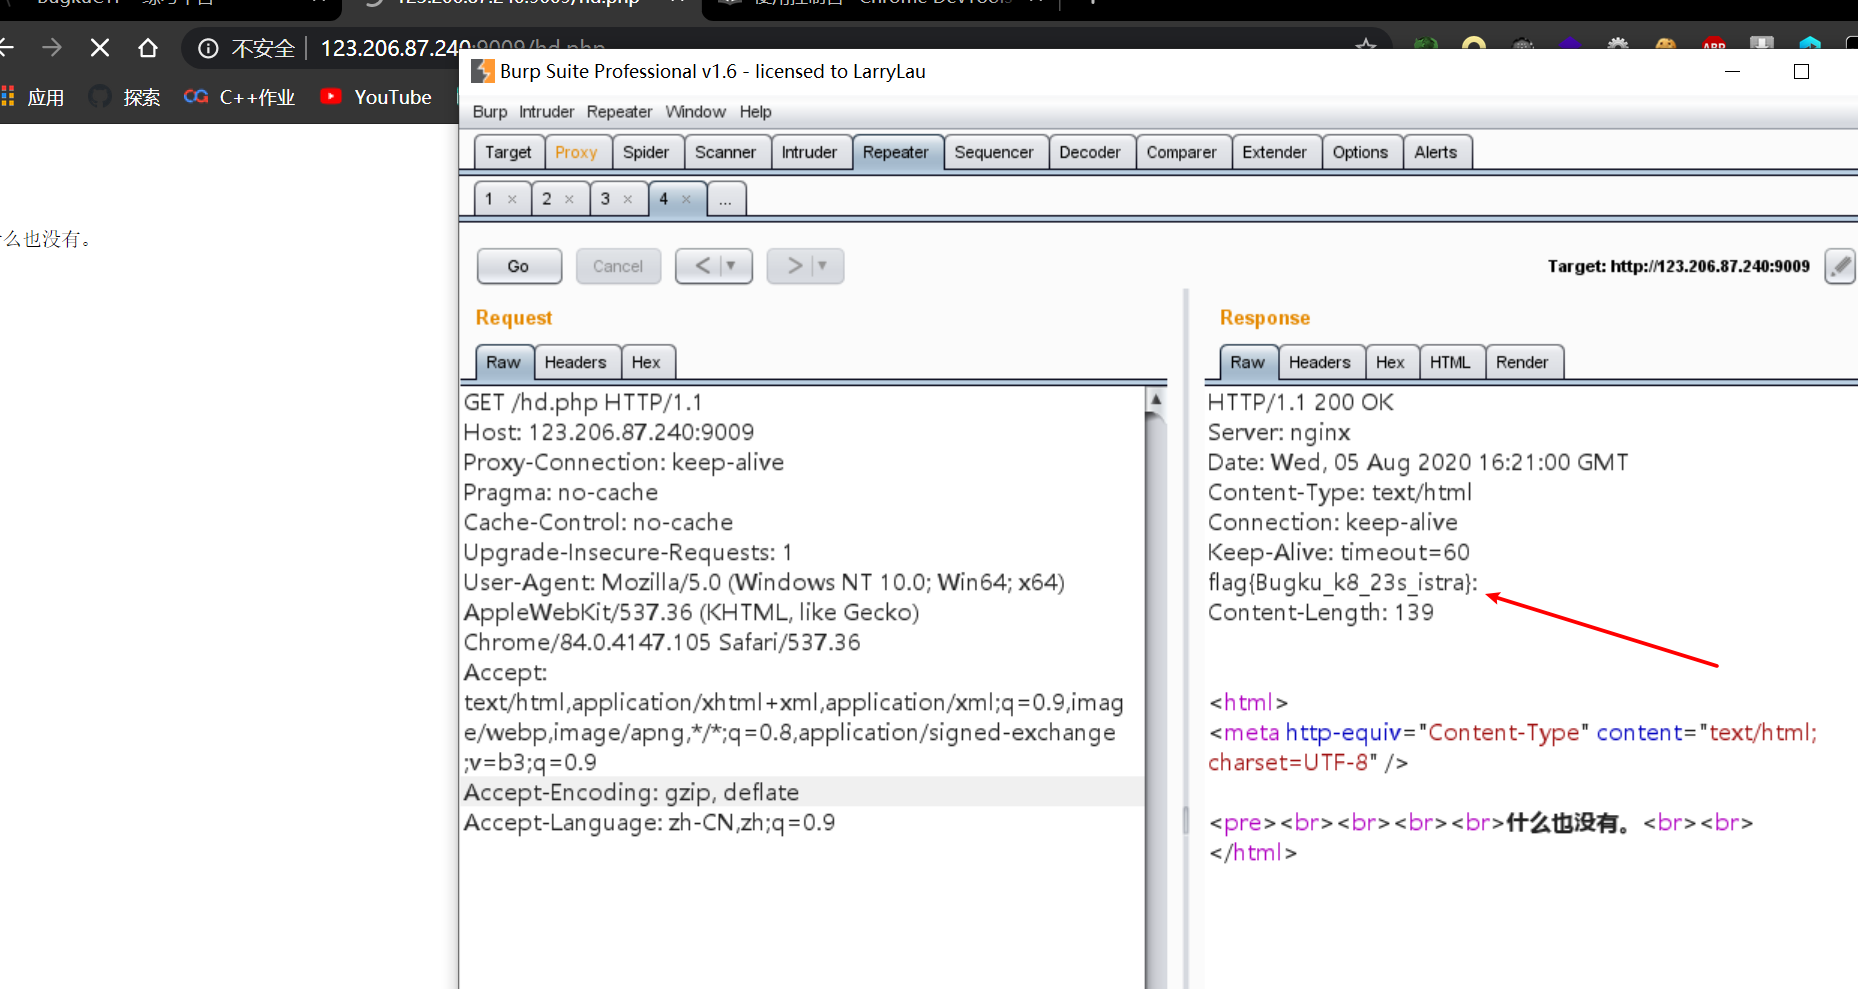 123.206.87.240:9009/hd.php
不安全 123.206.87.240:9009/hd.php
应用 探索 C++作业 YouTube
什么也没有。
Burp Suite Professional v1.6 - licensed to LarryLau
Burp Intruder Repeater Window Help
Target Proxy Spider Scanner Intruder Repeater Sequencer Decoder Comparer Extender Options Alerts
1 × 2 × 3 × 4 × ...
Go Cancel < > Target: http://123.206.87.240:9009
Request
Raw Headers Hex
GET /hd.php HTTP/1.1
Host: 123.206.87.240:9009
Proxy-Connection: keep-alive
Pragma: no-cache
Cache-Control: no-cache
Upgrade-Insecure-Requests: 1
User-Agent: Mozilla/5.0 (Windows NT 10.0; Win64; x64)
AppleWebKit/537.36 (KHTML, like Gecko)
Chrome/84.0.4147.105 Safari/537.36
Accept:
text/html,application/xhtml+xml,application/xml;q=0.9,imag
e/webp,image/apng,*/*;q=0.8,application/signed-exchange
;v=b3;q=0.9
Accept-Encoding: gzip, deflate
Accept-Language: zh-CN,zh;q=0.9
Response
Raw Headers Hex HTML Render
HTTP/1.1 200 OK
Server: nginx
Date: Wed, 05 Aug 2020 16:21:00 GMT
Content-Type: text/html
Connection: keep-alive
Keep-Alive: timeout=60
flag{Bugku_k8_23s_istra}:
Content-Length: 139
<html>
<meta http-equiv="Content-Type" content="text/html;
charset=UTF-8" />
<pre><br><br><br><br>什么也没有。<br><br>
</html>